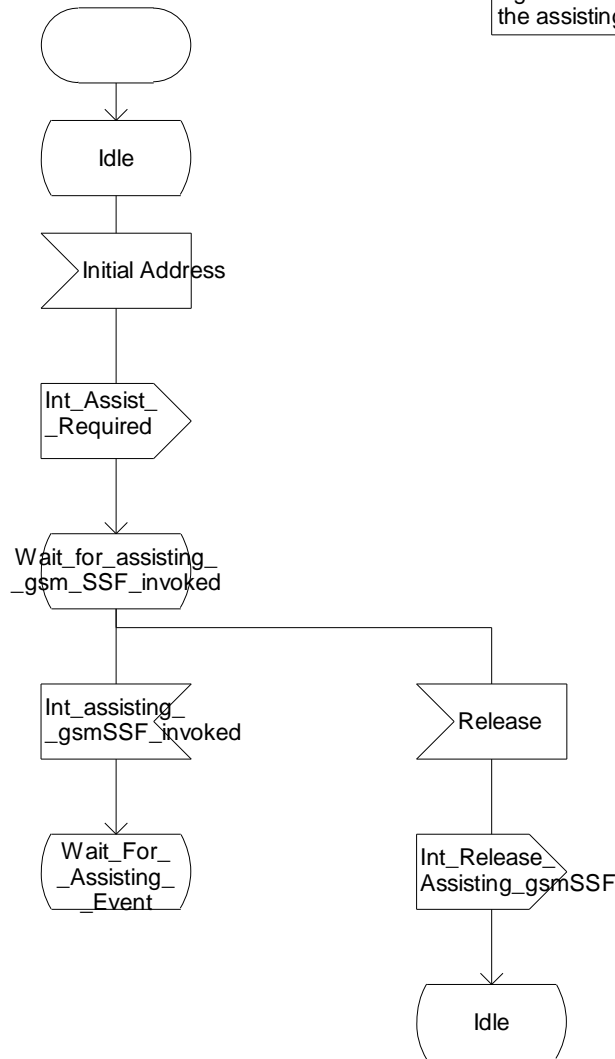 the assisting
Idle
Initial Address
Int_Assist_
_Required
Wait_for_assisting_
_gsm_SSF_invoked
Int_assisting_
_gsmSSF_invoked
Release
Wait_For_
_Assisting_
_Event
Int_Release_
Assisting_gsmSSF
Idle